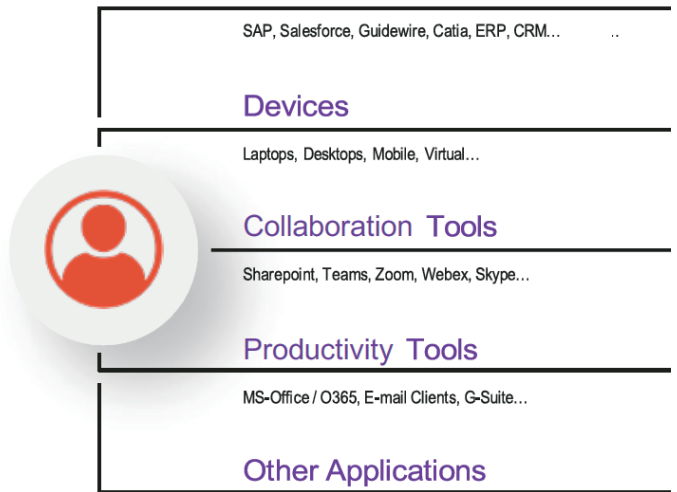 SAP, Salesforce, Guidewire, Catia, ERP, CRM… ..
Devices
Laptops, Desktops, Mobile, Virtual…
Collaboration Tools
Sharepoint, Teams, Zoom, Webex, Skype…
Productivity Tools
MS-Office / O365, E-mail Clients, G-Suite…
Other Applications